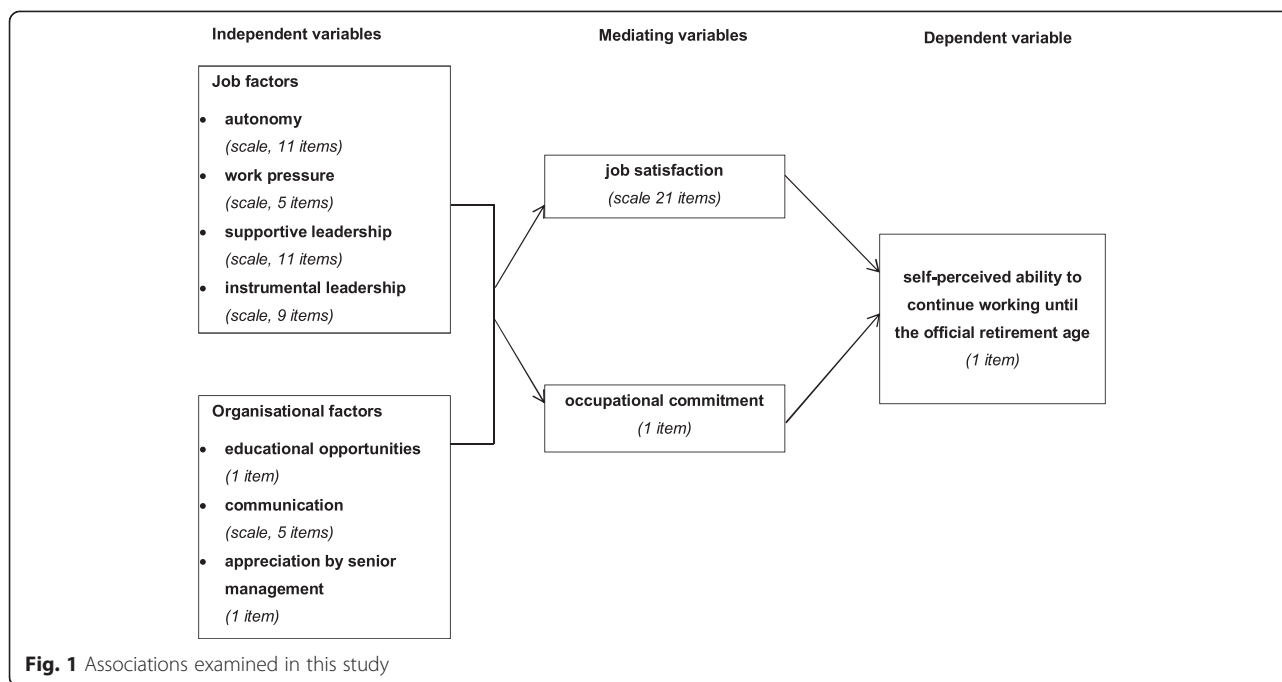 Independent variables
Mediating variables
Dependent variable
Job factors
• autonomy
(scale, 11 items)
• work pressure
(scale, 5 items)
• supportive leadership
(scale, 11 items)
• instrumental leadership
(scale, 9 items)
Organisational factors
• educational opportunities
(1 item)
• communication
(scale, 5 items)
• appreciation by senior
management
(1 item)
job satisfaction
(scale 21 items)
occupational commitment
(1 item)
self-perceived ability to
continue working until
the official retirement age
(1 item)
Fig. 1 Associations examined in this study